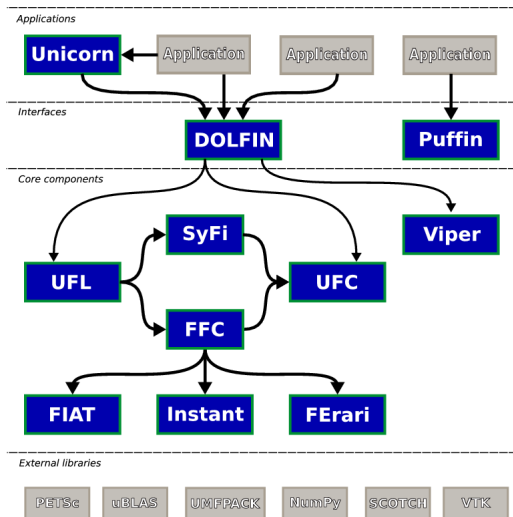 Applications
Unicorn
Application
Application
Application
Interfaces
DOLFIN
Puffin
Core components
SyFi
Viper
UFL
UFC
FFC
FIAT
Instant
FErari
External libraries
PETSc
uBLAS
UMFPACK
NumPy
SCOTCH
VTK